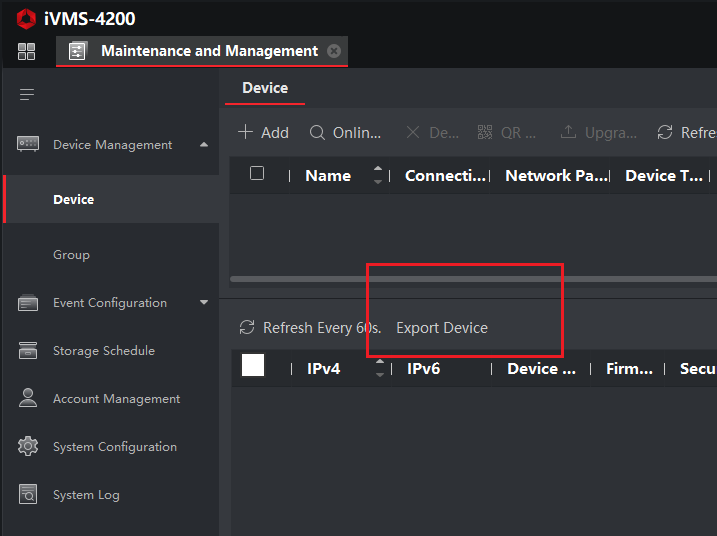 iVMS-4200
Maintenance and Management
Device
Add Onlin... De... QR ... Upgra... Refre
Device Management
Name Connecti... Network Pa... Device T...
Device
Group
Event Configuration
Refresh Every 60s. Export Device
Storage Schedule
IPv4 IPv6 Device ... Firm... Secu
Account Management
System Configuration
System Log